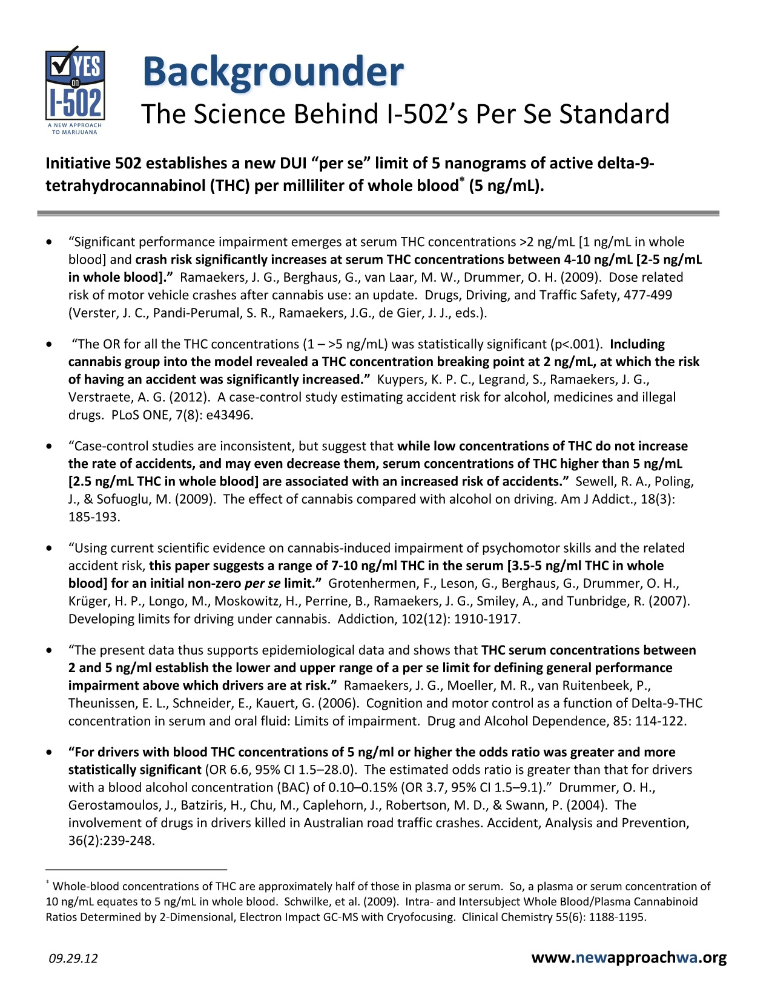 YES
on
I-502
A NEW APPROACH
TO MARIJUANA
Backgrounder
The Science Behind I-502’s Per Se Standard
Initiative 502 establishes a new DUI “per se” limit of 5 nanograms of active delta-9-
tetrahydrocannabinol (THC) per milliliter of whole blood* (5 ng/mL).
• “Significant performance impairment emerges at serum THC concentrations >2 ng/mL [1 ng/mL in whole
blood] and crash risk significantly increases at serum THC concentrations between 4-10 ng/mL [2-5 ng/mL
in whole blood].” Ramaekers, J. G., Berghaus, G., van Laar, M. W., Drummer, O. H. (2009). Dose related
risk of motor vehicle crashes after cannabis use: an update. Drugs, Driving, and Traffic Safety, 477-499
(Verster, J. C., Pandi-Perumal, S. R., Ramaekers, J.G., de Gier, J. J., eds.).
• “The OR for all the THC concentrations (1 – >5 ng/mL) was statistically significant (p<.001). Including
cannabis group into the model revealed a THC concentration breaking point at 2 ng/mL, at which the risk
of having an accident was significantly increased.” Kuypers, K. P. C., Legrand, S., Ramaekers, J. G.,
Verstraete, A. G. (2012). A case-control study estimating accident risk for alcohol, medicines and illegal
drugs. PLoS ONE, 7(8): e43496.
• “Case-control studies are inconsistent, but suggest that while low concentrations of THC do not increase
the rate of accidents, and may even decrease them, serum concentrations of THC higher than 5 ng/mL
[2.5 ng/mL THC in whole blood] are associated with an increased risk of accidents.” Sewell, R. A., Poling,
J., & Sofuoglu, M. (2009). The effect of cannabis compared with alcohol on driving. Am J Addict., 18(3):
185-193.
• “Using current scientific evidence on cannabis-induced impairment of psychomotor skills and the related
accident risk, this paper suggests a range of 7-10 ng/ml THC in the serum [3.5-5 ng/ml THC in whole
blood] for an initial non-zero per se limit.” Grotenhermen, F., Leson, G., Berghaus, G., Drummer, O. H.,
Krüger, H. P., Longo, M., Moskowitz, H., Perrine, B., Ramaekers, J. G., Smiley, A., and Tunbridge, R. (2007).
Developing limits for driving under cannabis. Addiction, 102(12): 1910-1917.
• “The present data thus supports epidemiological data and shows that THC serum concentrations between
2 and 5 ng/ml establish the lower and upper range of a per se limit for defining general performance
impairment above which drivers are at risk.” Ramaekers, J. G., Moeller, M. R., van Ruitenbeek, P.,
Theunissen, E. L., Schneider, E., Kauert, G. (2006). Cognition and motor control as a function of Delta-9-THC
concentration in serum and oral fluid: Limits of impairment. Drug and Alcohol Dependence, 85: 114-122.
• “For drivers with blood THC concentrations of 5 ng/ml or higher the odds ratio was greater and more
statistically significant (OR 6.6, 95% CI 1.5–28.0). The estimated odds ratio is greater than that for drivers
with a blood alcohol concentration (BAC) of 0.10–0.15% (OR 3.7, 95% CI 1.5–9.1).” Drummer, O. H.,
Gerostamoulos, J., Batziris, H., Chu, M., Caplehorn, J., Robertson, M. D., & Swann, P. (2004). The
involvement of drugs in drivers killed in Australian road traffic crashes. Accident, Analysis and Prevention,
36(2):239-248.
* Whole-blood concentrations of THC are approximately half of those in plasma or serum. So, a plasma or serum concentration of
10 ng/mL equates to 5 ng/mL in whole blood. Schwilke, et al. (2009). Intra- and Intersubject Whole Blood/Plasma Cannabinoid
Ratios Determined by 2-Dimensional, Electron Impact GC-MS with Cryofocusing. Clinical Chemistry 55(6): 1188-1195.
09.29.12
www.newapproachwa.org